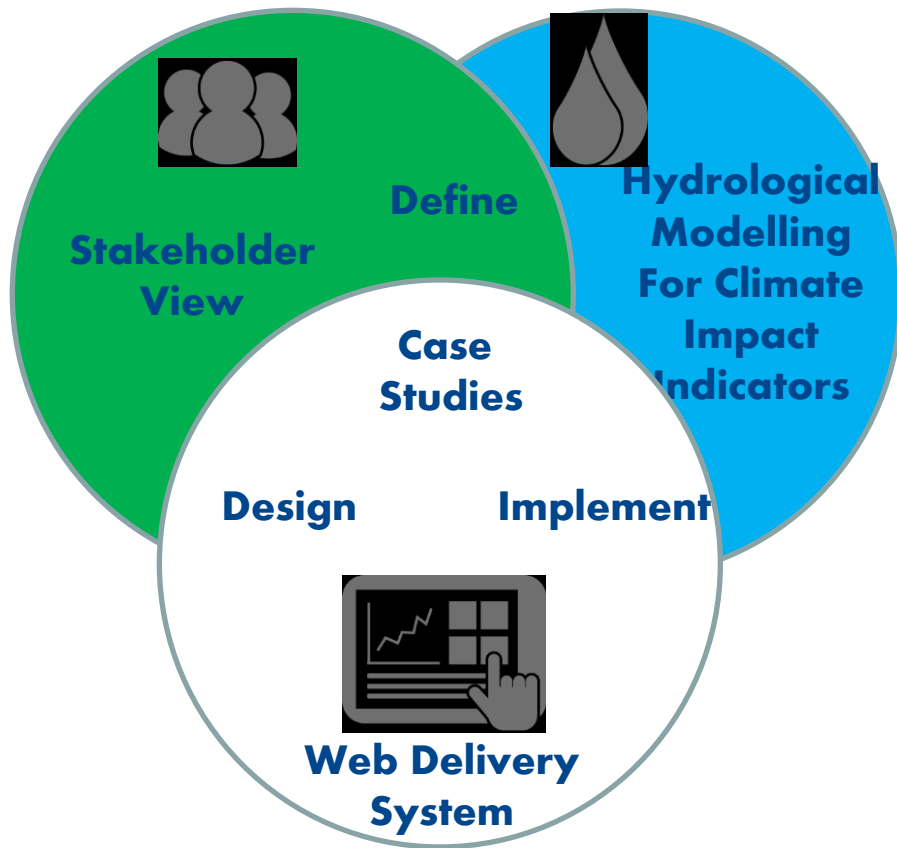 Stakeholder
View
Define
Hydrological
Modelling
For Climate
Impact
Indicators
Case
Studies
Design
Implement
Web Delivery
System